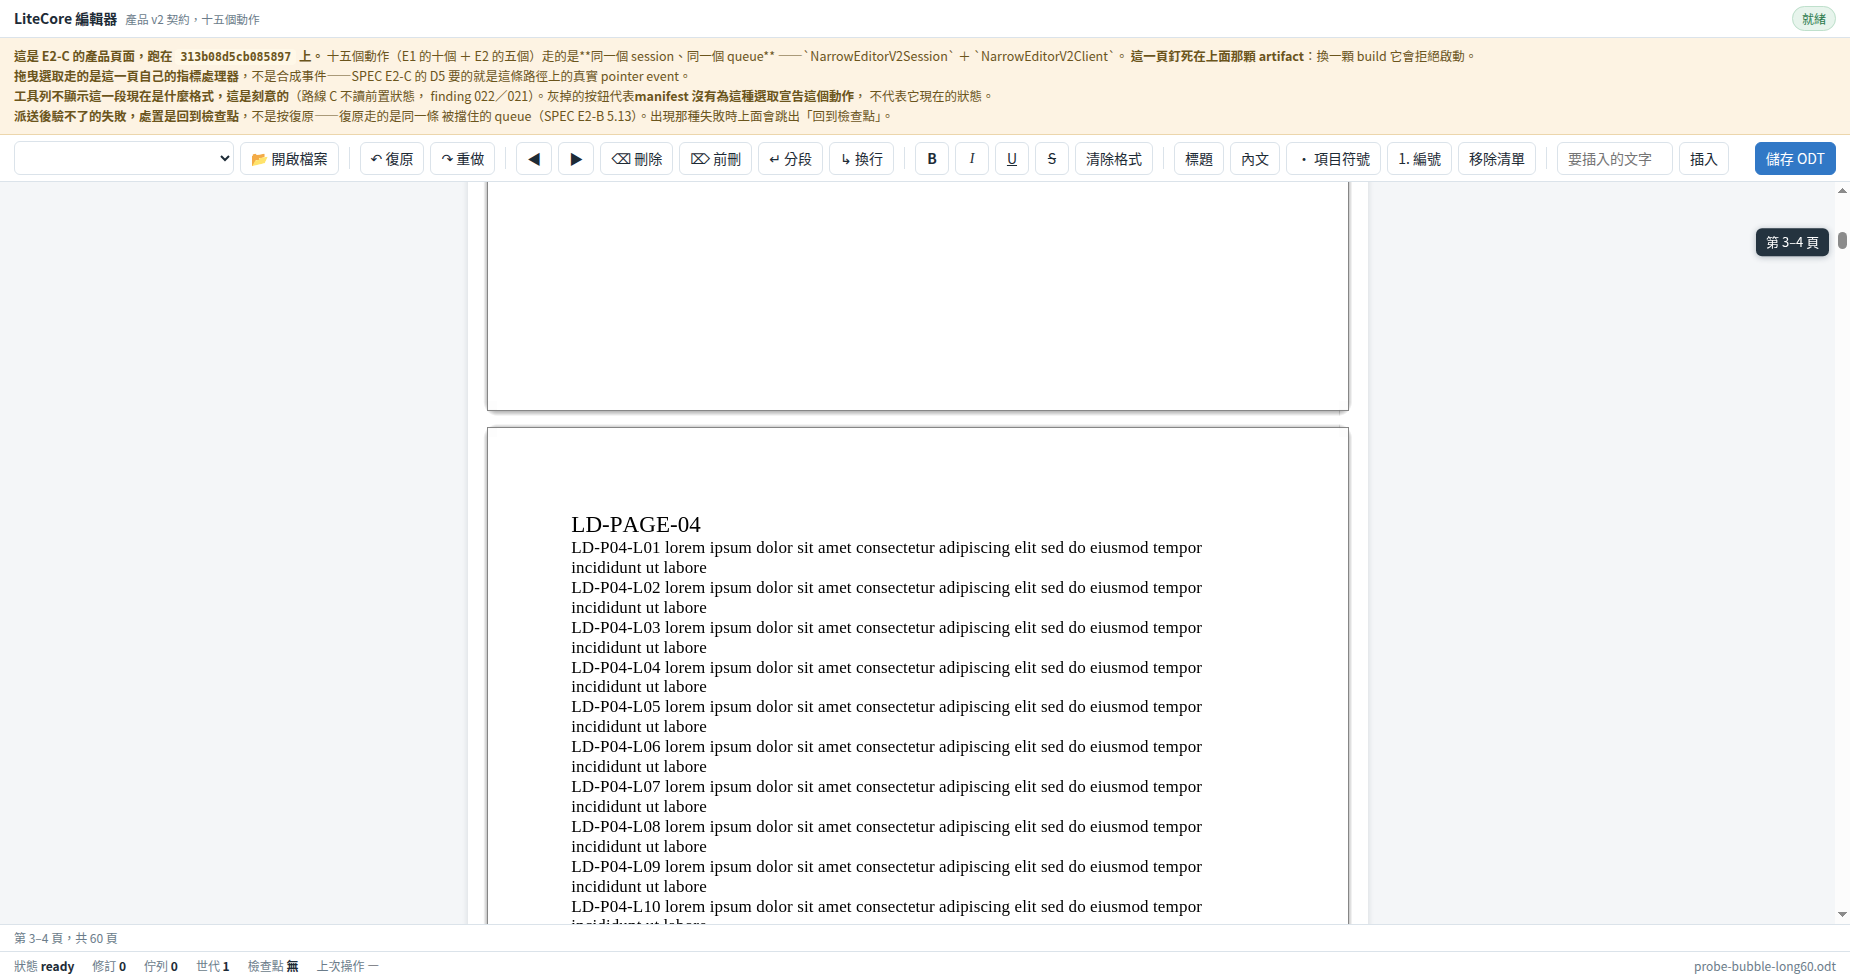 LiteCore 編輯器 產品 v2 契約，十五個動作
就緒
這是 E2-C 的產品頁面，跑在 313b08d5cb085897 上。 十五個動作（E1 的十個 ＋ E2 的五個）走的是**同一個 session、同一個 queue** ——`NarrowEditorV2Session` ＋ `NarrowEditorV2Client`。 這一頁釘死在上面那顆 artifact：換一顆 build 它會拒絕啟動。
拖曳選取走的是這一頁自己的指標處理器，不是合成事件——SPEC E2-C 的 D5 要的就是這條路徑上的真實 pointer event。
工具列不顯示這一段現在是什麼格式，這是刻意的（路線 C 不讀前置狀態， finding 022／021）。灰掉的按鈕代表manifest 沒有為這種選取宣告這個動作， 不代表它現在的狀態。
派送後驗不了的失敗，處置是回到檢查點，不是按復原——復原走的是同一條 被擋住的 queue（SPEC E2-B 5.13）。出現那種失敗時上面會跳出「回到檢查點」。
📂 開啟檔案 ↶ 復原 ↷ 重做 ◀ ▶ ⌫ 刪除 ⌦ 前刪 ↵ 分段 ↳ 換行 B I U S 清除格式 標題 內文 • 項目符號 1. 編號 移除清單 要插入的文字 插入 儲存 ODT
第 3–4 頁
LD-PAGE-04
LD-P04-L01 lorem ipsum dolor sit amet consectetur adipiscing elit sed do eiusmod tempor
incididunt ut labore
LD-P04-L02 lorem ipsum dolor sit amet consectetur adipiscing elit sed do eiusmod tempor
incididunt ut labore
LD-P04-L03 lorem ipsum dolor sit amet consectetur adipiscing elit sed do eiusmod tempor
incididunt ut labore
LD-P04-L04 lorem ipsum dolor sit amet consectetur adipiscing elit sed do eiusmod tempor
incididunt ut labore
LD-P04-L05 lorem ipsum dolor sit amet consectetur adipiscing elit sed do eiusmod tempor
incididunt ut labore
LD-P04-L06 lorem ipsum dolor sit amet consectetur adipiscing elit sed do eiusmod tempor
incididunt ut labore
LD-P04-L07 lorem ipsum dolor sit amet consectetur adipiscing elit sed do eiusmod tempor
incididunt ut labore
LD-P04-L08 lorem ipsum dolor sit amet consectetur adipiscing elit sed do eiusmod tempor
incididunt ut labore
LD-P04-L09 lorem ipsum dolor sit amet consectetur adipiscing elit sed do eiusmod tempor
incididunt ut labore
LD-P04-L10 lorem ipsum dolor sit amet consectetur adipiscing elit sed do eiusmod tempor
第 3–4 頁，共 60 頁
狀態 ready 修訂 0 佇列 0 世代 1 檢查點 無 上次操作 — probe-bubble-long60.odt